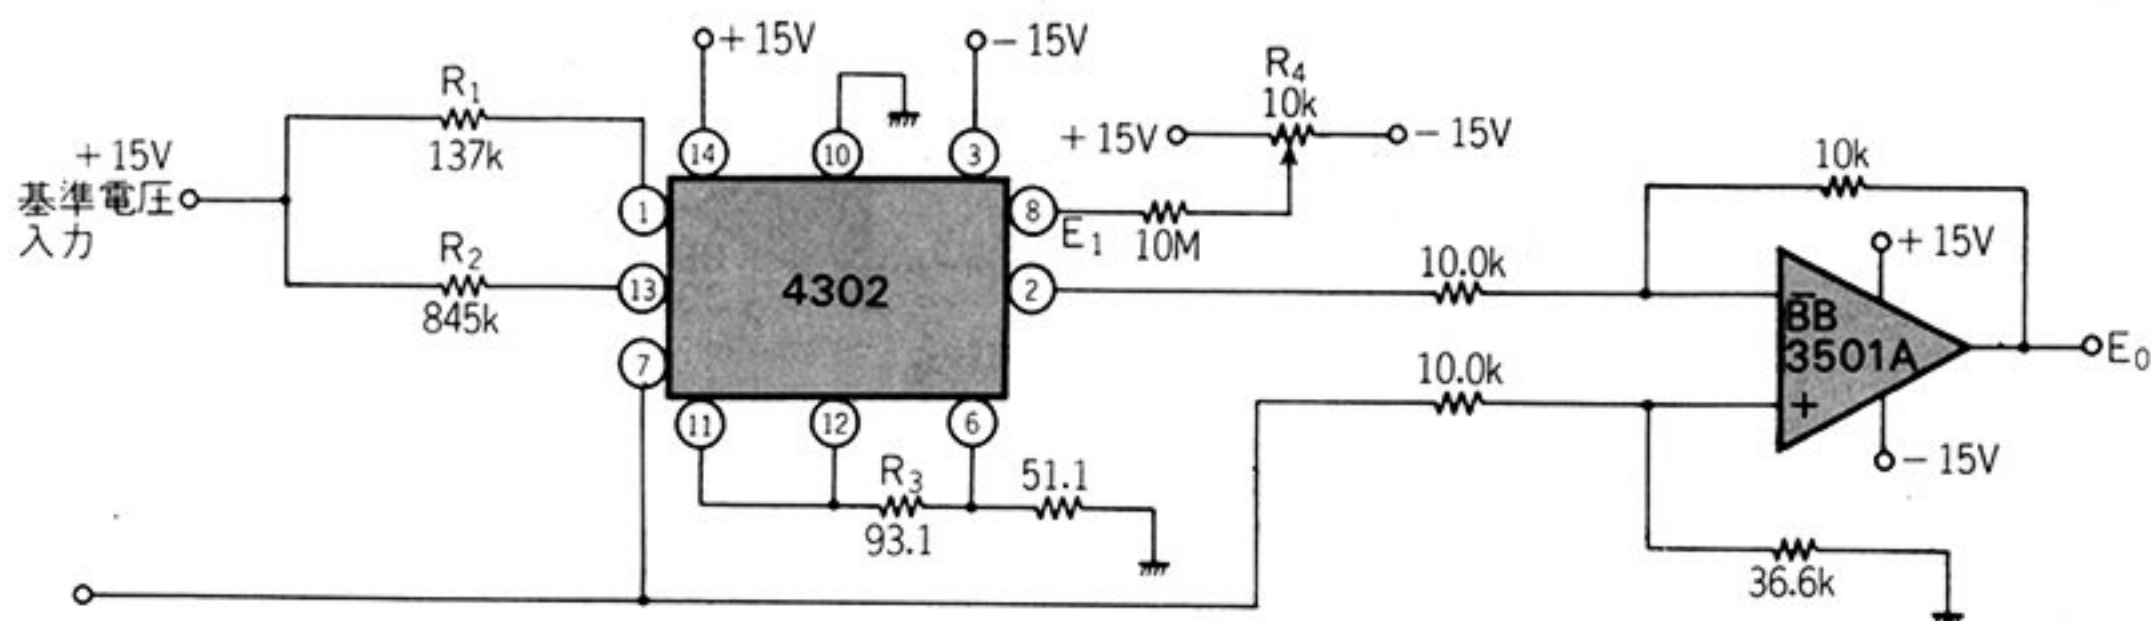 +15V
-15V
R₁
137k
+15V
基準電圧
入力
R₂
845k
14
10
3
1
13
7
8
2
11
12
6
4302
E₁
10M
R₄
10k
+15V
-15V
R₃
93.1
51.1
10.0k
10.0k
10k
+15V
-
BB
3501A
+
-15V
E₀
36.6k